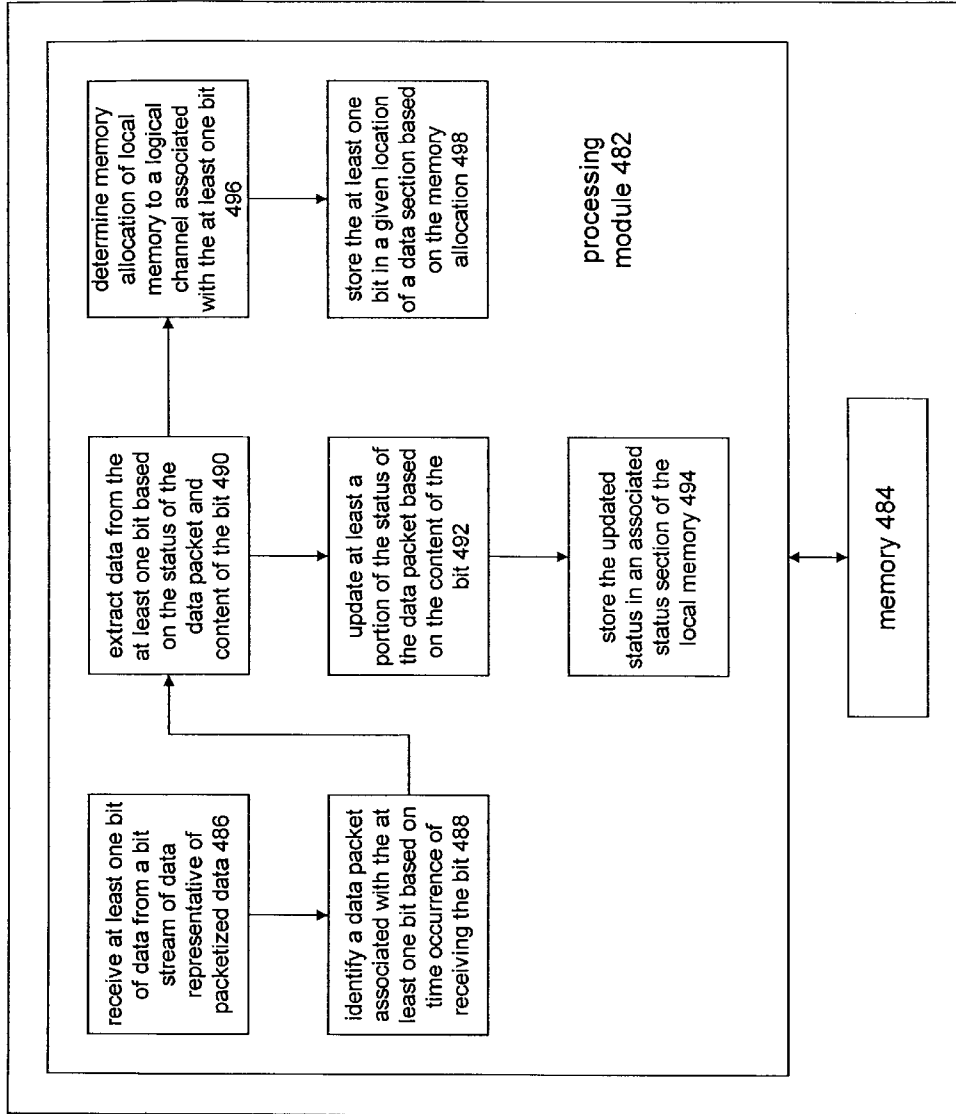 receive at least one bit
of data from a bit
stream of data
representative of
packetized data 486
identify a data packet
associated with the at
least one bit based on
time occurrence of
receiving the bit 488
extract data from the
at least one bit based
on the status of the
data packet and
content of the bit 490
update at least a
portion of the status of
the data packet based
on the content of the
bit 492
store the updated
status in an associated
status section of the
local memory 494
determine memory
allocation of local
memory to a logical
channel associated
with the at least one bit
496
store the at least one
bit in a given location
of a data section based
on the memory
allocation 498
processing
module 482
memory 484